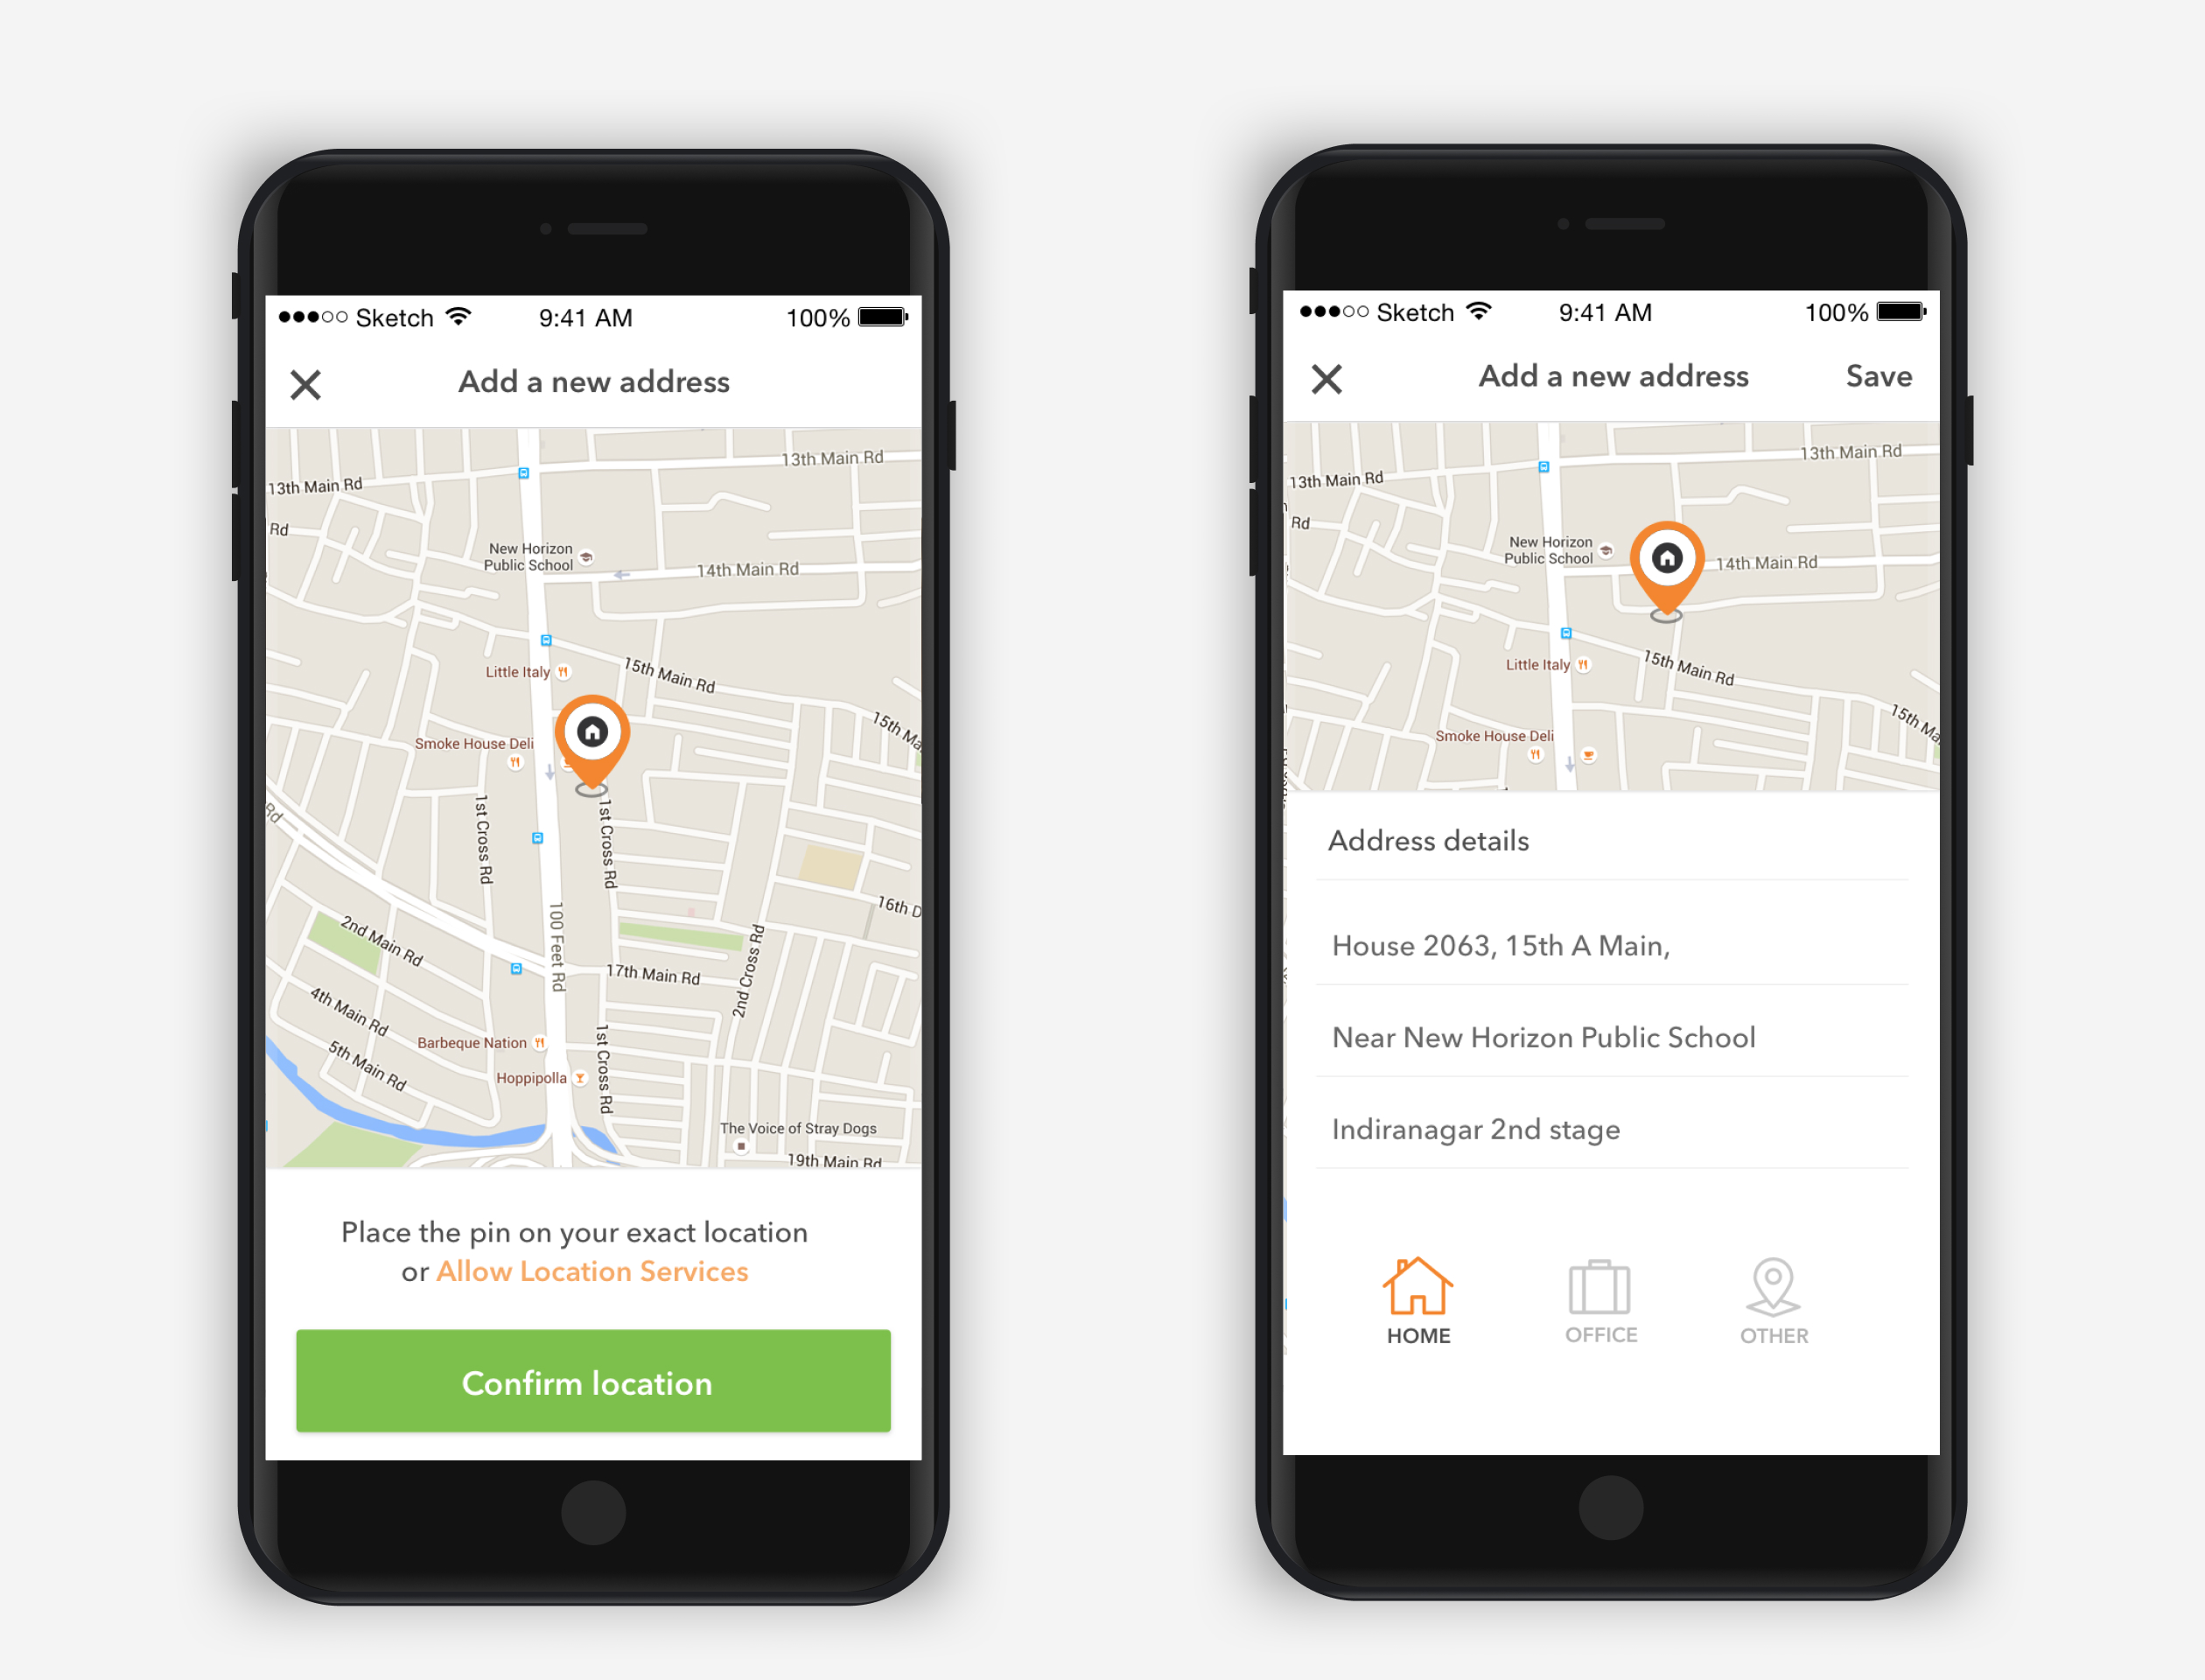 Sketch
9:41 AM
100%
Add a new address
13th Main Rd
13th Main Rd
Rd
New Horizon
Public School
14th Main Rd
Little Italy
15th Main Rd
15th Ma
Smoke House Deli
Rd
1st Cross Rd
1st Cross Rd
100 Feet Rd
16th D
2nd Main Rd
2nd Cross Rd
17th Main Rd
4th Main Rd
5th Main Rd
Barbeque Nation
Hoppipolla
1st Cross Rd
The Voice of Stray Dogs
19th Main Rd
Place the pin on your exact location
or Allow Location Services
Confirm location
Sketch
9:41 AM
100%
Add a new address
Save
13th Main Rd
13th Main Rd
Rd
New Horizon
Public School
14th Main Rd
Little Italy
15th Main Rd
15th Ma
Smoke House Deli
Address details
House 2063, 15th A Main,
Near New Horizon Public School
Indiranagar 2nd stage
HOME
OFFICE
OTHER